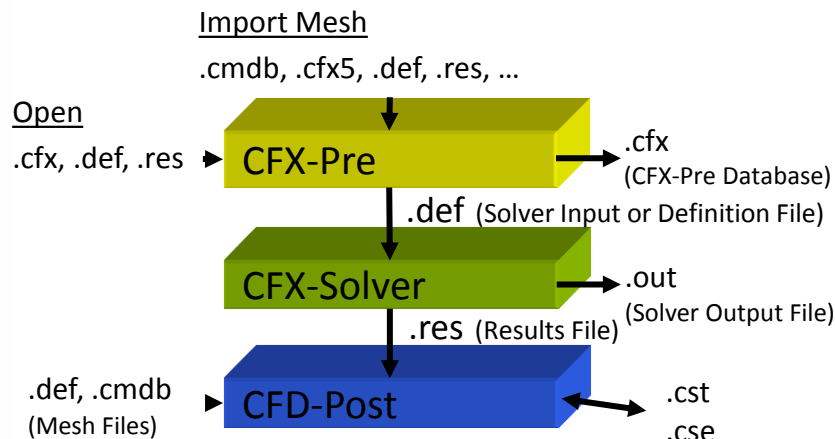 Import Mesh
.cmdb, .cfx5, .def, .res, ...
Open
.cfx, .def, .res
CFX-Pre
.cfx
(CFX-Pre Database)
.def (Solver Input or Definition File)
CFX-Solver
.out
(Solver Output File)
.res (Results File)
.def, .cmdb
(Mesh Files)
CFD-Post
.cst
.cse